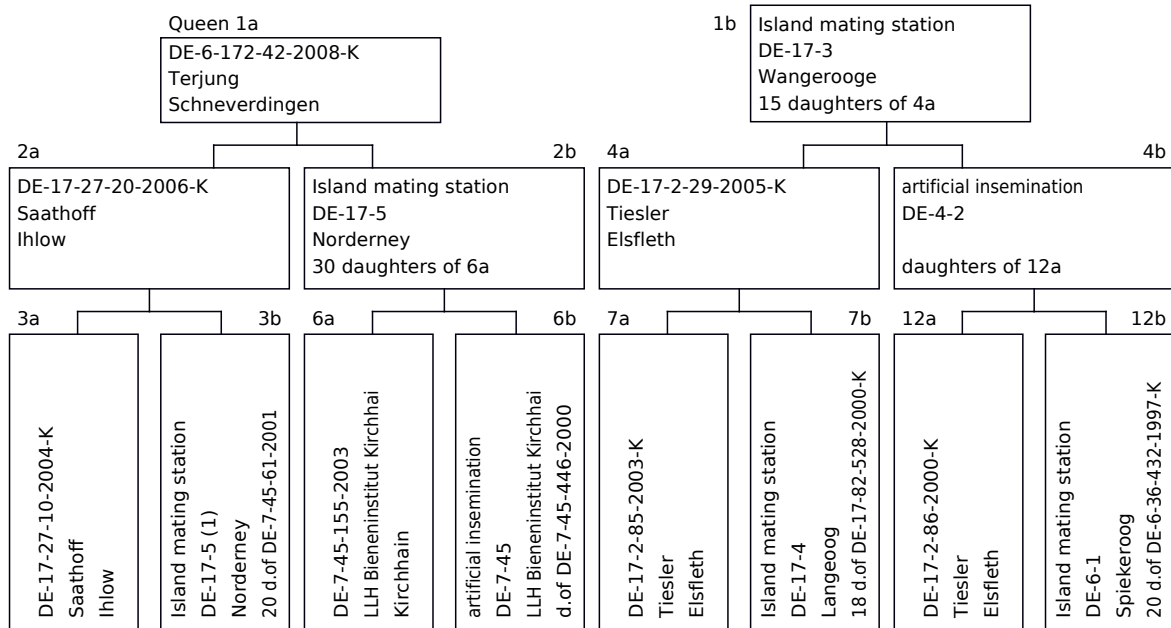 Queen 1a
DE-6-172-42-2008-K
Terjung
Schneverdingen
1b
Island mating station
DE-17-3
Wangerooge
15 daughters of 4a
2a
DE-17-27-20-2006-K
Saathoff
Ihlow
2b
Island mating station
DE-17-5
Norderney
30 daughters of 6a
4a
DE-17-2-29-2005-K
Tiesler
Elsfleth
4b
artificial insemination
DE-4-2
daughters of 12a
3a
DE-17-27-10-2004-K
Saathoff
Ihlow
3b
Island mating station
DE-17-5 (1)
Norderney
20 d.of DE-7-45-61-2001
6a
DE-7-45-155-2003
LLH Bieneninstitut Kirchhai
Kirchhain
6b
artificial insemination
DE-7-45
LLH Bieneninstitut Kirchhai
d.of DE-7-45-446-2000
7a
DE-17-2-85-2003-K
Tiesler
Elsfleth
7b
Island mating station
DE-17-4
Langeoog
18 d.of DE-17-82-528-2000-K
12a
DE-17-2-86-2000-K
Tiesler
Elsfleth
12b
Island mating station
DE-6-1
Spiekeroog
20 d.of DE-6-36-432-1997-K